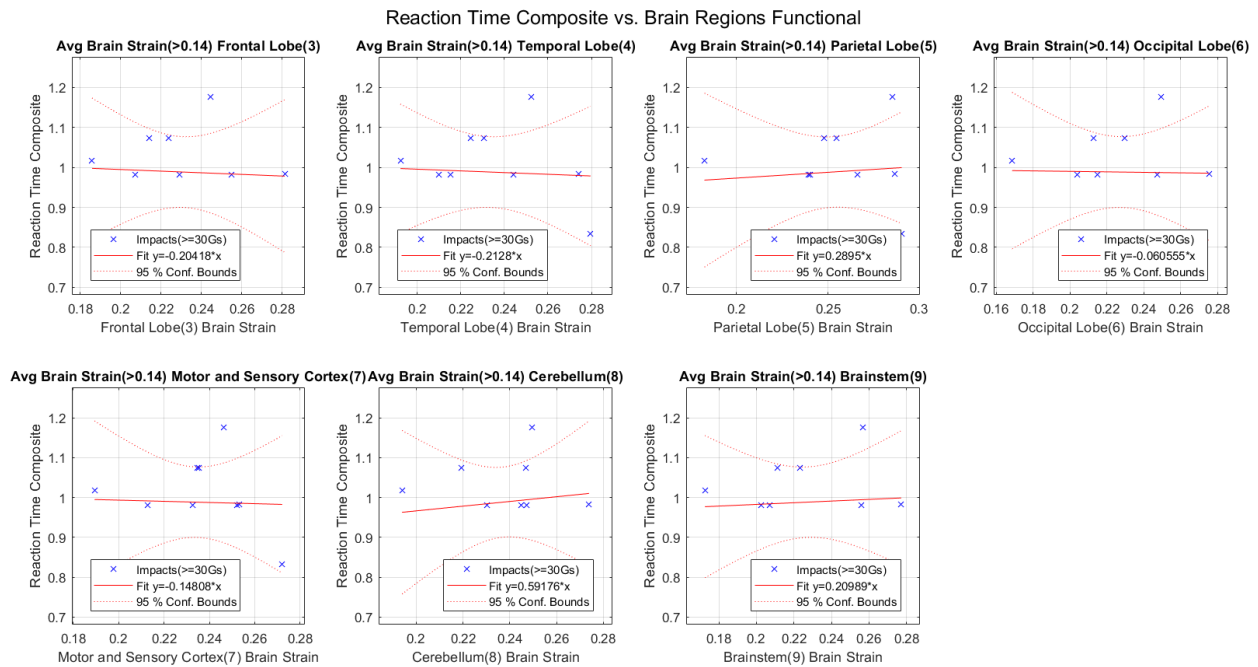 Reaction Time Composite vs. Brain Regions Functional
Avg Brain Strain(>0.14) Frontal Lobe(3)
Reaction Time Composite
1.2
1.1
1
0.9
0.8
0.7
Impacts(>=30Gs)
Fit y=-0.20418*x
95 % Conf. Bounds
0.18 0.2 0.22 0.24 0.26 0.28
Frontal Lobe(3) Brain Strain
Avg Brain Strain(>0.14) Temporal Lobe(4)
Reaction Time Composite
1.2
1.1
1
0.9
0.8
0.7
Impacts(>=30Gs)
Fit y=-0.2128*x
95 % Conf. Bounds
0.2 0.22 0.24 0.26 0.28
Temporal Lobe(4) Brain Strain
Avg Brain Strain(>0.14) Parietal Lobe(5)
Reaction Time Composite
1.2
1.1
1
0.9
0.8
0.7
Impacts(>=30Gs)
Fit y=0.2895*x
95 % Conf. Bounds
0.2 0.25 0.3
Parietal Lobe(5) Brain Strain
Avg Brain Strain(>0.14) Occipital Lobe(6)
Reaction Time Composite
1.2
1.1
1
0.9
0.8
0.7
Impacts(>=30Gs)
Fit y=-0.060555*x
95 % Conf. Bounds
0.16 0.18 0.2 0.22 0.24 0.26 0.28
Occipital Lobe(6) Brain Strain
Avg Brain Strain(>0.14) Motor and Sensory Cortex(7)
Reaction Time Composite
1.2
1.1
1
0.9
0.8
0.7
Impacts(>=30Gs)
Fit y=-0.14808*x
95 % Conf. Bounds
0.18 0.2 0.22 0.24 0.26 0.28
Motor and Sensory Cortex(7) Brain Strain
Avg Brain Strain(>0.14) Cerebellum(8)
Reaction Time Composite
1.2
1.1
1
0.9
0.8
0.7
Impacts(>=30Gs)
Fit y=0.59176*x
95 % Conf. Bounds
0.2 0.22 0.24 0.26 0.28
Cerebellum(8) Brain Strain
Avg Brain Strain(>0.14) Brainstem(9)
Reaction Time Composite
1.2
1.1
1
0.9
0.8
0.7
Impacts(>=30Gs)
Fit y=0.20989*x
95 % Conf. Bounds
0.18 0.2 0.22 0.24 0.26 0.28
Brainstem(9) Brain Strain